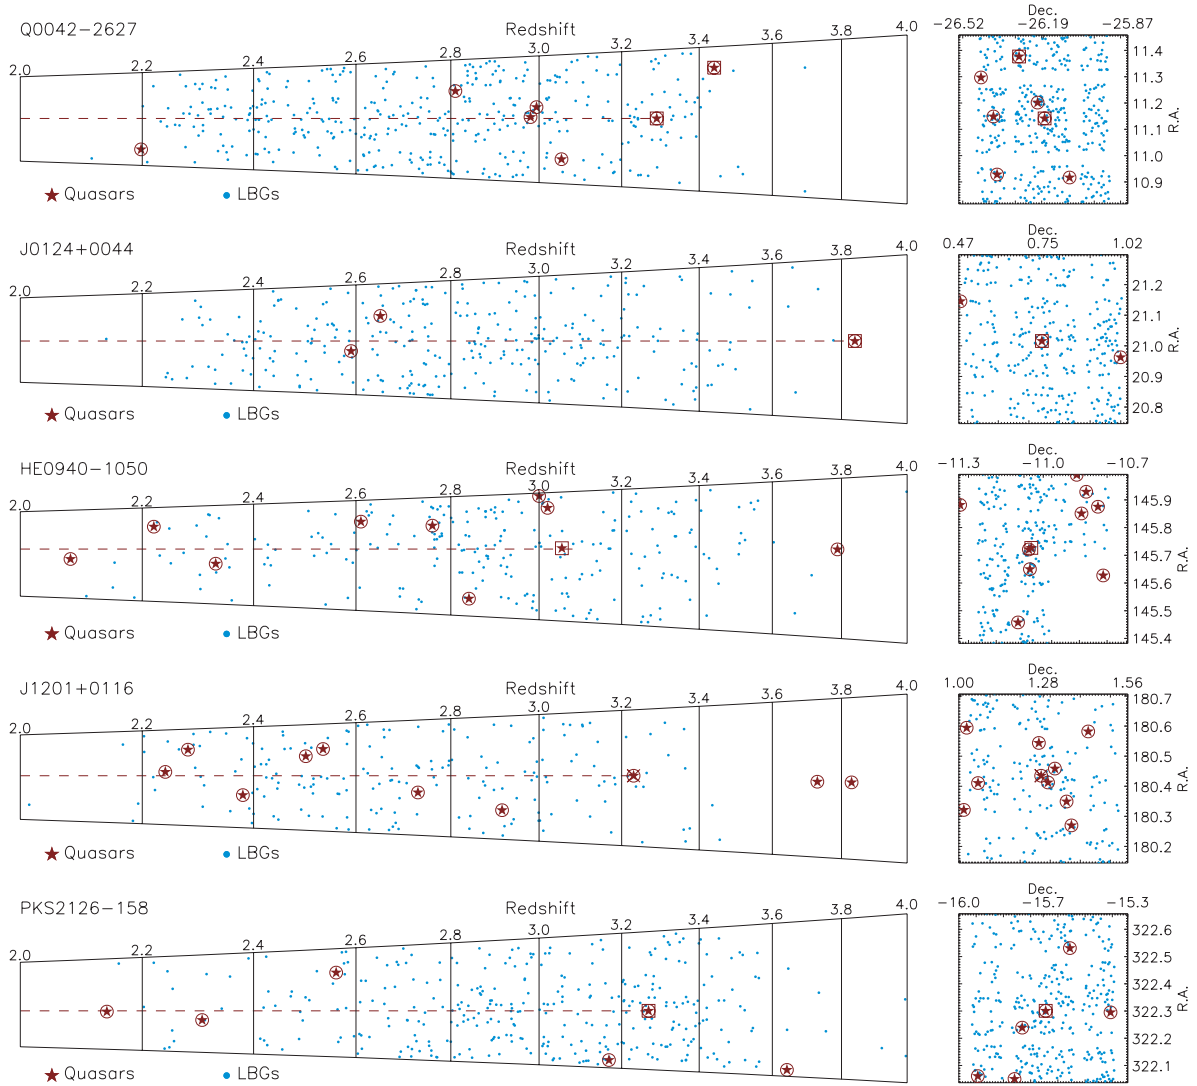 Q0042−2627
Redshift
2.0 2.2 2.4 2.6 2.8 3.0 3.2 3.4 3.6 3.8 4.0
Quasars LBGs
Dec.
−26.52 −26.19 −25.87
11.4
11.3
11.2
11.1
11.0
10.9
R.A.
J0124+0044
Redshift
2.0 2.2 2.4 2.6 2.8 3.0 3.2 3.4 3.6 3.8 4.0
Quasars LBGs
Dec.
0.47 0.75 1.02
21.2
21.1
21.0
20.9
20.8
R.A.
HE0940−1050
Redshift
2.0 2.2 2.4 2.6 2.8 3.0 3.2 3.4 3.6 3.8 4.0
Quasars LBGs
Dec.
−11.3 −11.0 −10.7
145.9
145.8
145.7
145.6
145.5
145.4
R.A.
J1201+0116
Redshift
2.0 2.2 2.4 2.6 2.8 3.0 3.2 3.4 3.6 3.8 4.0
Quasars LBGs
Dec.
1.00 1.28 1.56
180.7
180.6
180.5
180.4
180.3
180.2
R.A.
PKS2126−158
Redshift
2.0 2.2 2.4 2.6 2.8 3.0 3.2 3.4 3.6 3.8 4.0
Quasars LBGs
Dec.
−16.0 −15.7 −15.3
322.6
322.5
322.4
322.3
322.2
322.1
R.A.